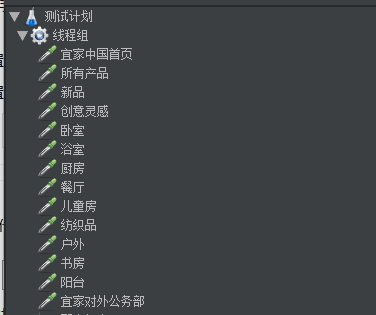 测试计划
线程组
宜家中国首页
所有产品
新品
创意灵感
卧室
浴室
厨房
餐厅
儿童房
纺织品
户外
书房
阳台
宜家对外公务部